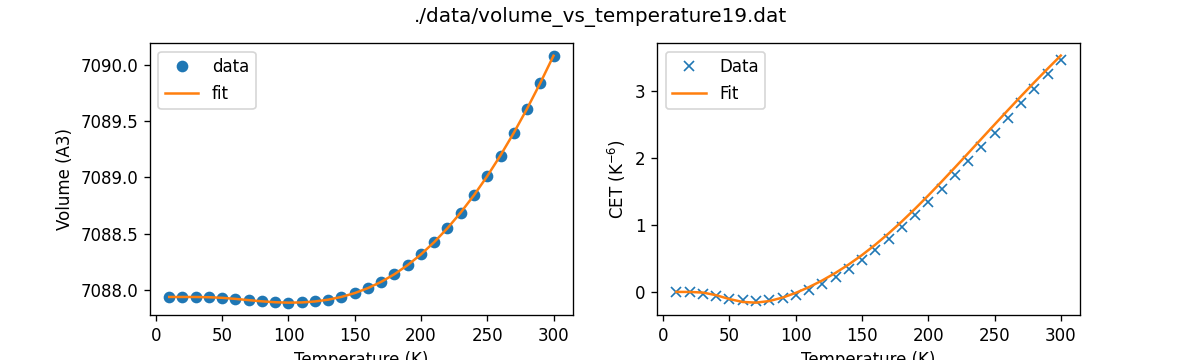 ./data/volume_vs_temperature19.dat
7090.0
7089.5
7089.0
7088.5
7088.0
Volume (A3)
data
fit
0
50
100
150
200
250
300
Temperature (K)
3
2
1
0
CET (K⁻⁶)
Data
Fit
0
50
100
150
200
250
300
Temperature (K)